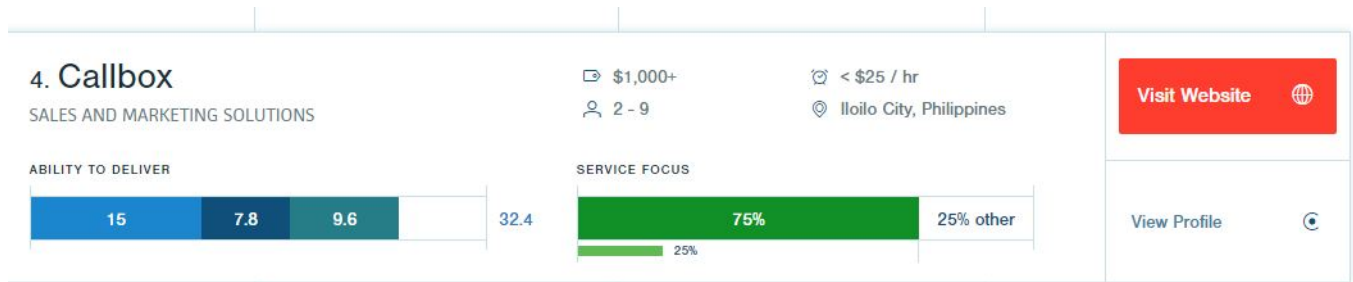 4. Callbox
SALES AND MARKETING SOLUTIONS
$1,000+
< $25 / hr
2 - 9
Iloilo City, Philippines
Visit Website
ABILITY TO DELIVER
15 7.8 9.6 32.4
SERVICE FOCUS
75% 25% other
25%
View Profile